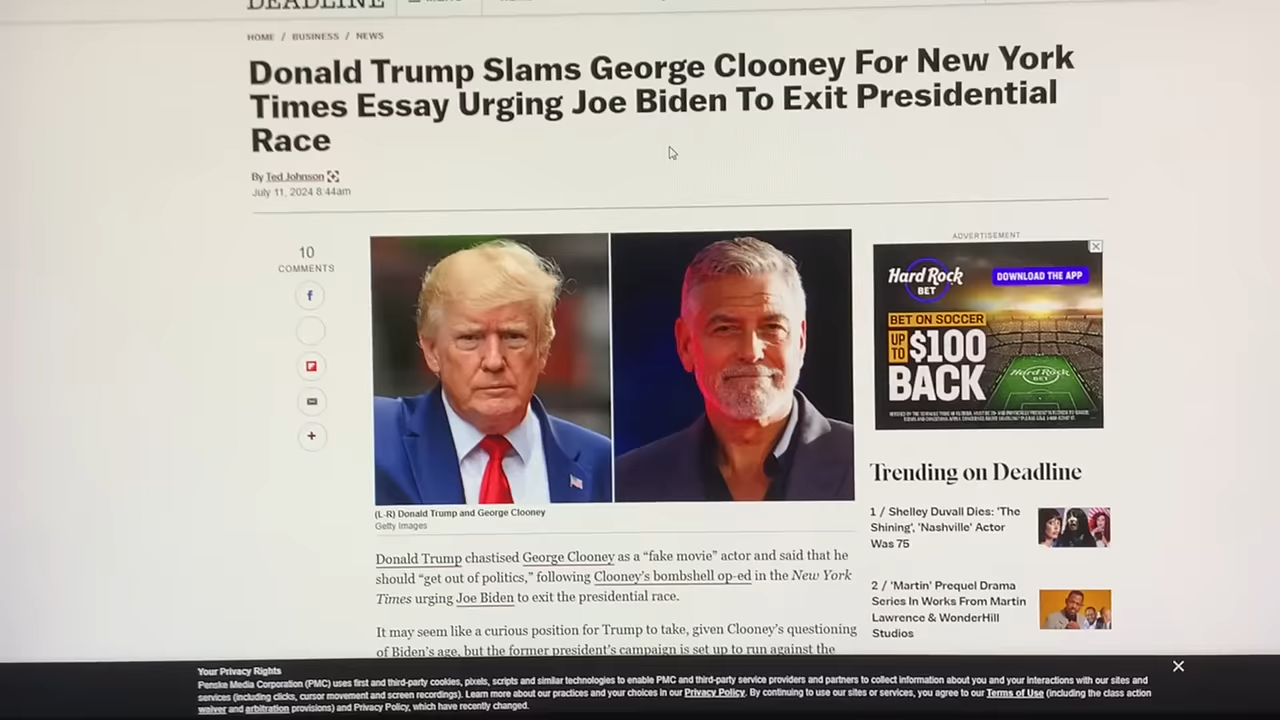 DEADLINE
HOME / BUSINESS / NEWS
Donald Trump Slams George Clooney For New York
Times Essay Urging Joe Biden To Exit Presidential
Race
By Ted Johnson
July 11, 2024 8:44am
10
COMMENTS
f
+
(L-R) Donald Trump and George Clooney
Getty Images
Donald Trump chastised George Clooney as a “fake movie” actor and said that he
should “get out of politics,” following Clooney’s bombshell op-ed in the New York
Times urging Joe Biden to exit the presidential race.
It may seem like a curious position for Trump to take, given Clooney’s questioning
of Biden’s age, but the former president’s campaign is set up to run against the
ADVERTISEMENT
Hard Rock
BET
DOWNLOAD THE APP
BET ON SOCCER
UP
TO
$100
BACK
Hard Rock
BET
Trending on Deadline
1 / Shelley Duvall Dies: ‘The
Shining’, ‘Nashville’ Actor
Was 75
2 / ‘Martin’ Prequel Drama
Series In Works From Martin
Lawrence & WonderHill
Studios
Your Privacy Rights
Penske Media Corporation (PMC) uses first and third-party cookies, pixels, scripts and similar technologies to enable PMC and third-party service providers and partners to collect information about you and your interactions with our sites and
services (including clicks, cursor movement and screen recordings). Learn more about our practices and your choices in our Privacy Policy. By continuing to use our sites or services, you agree to our Terms of Use (including the class action
waiver and arbitration provisions) and Privacy Policy, which have recently changed.